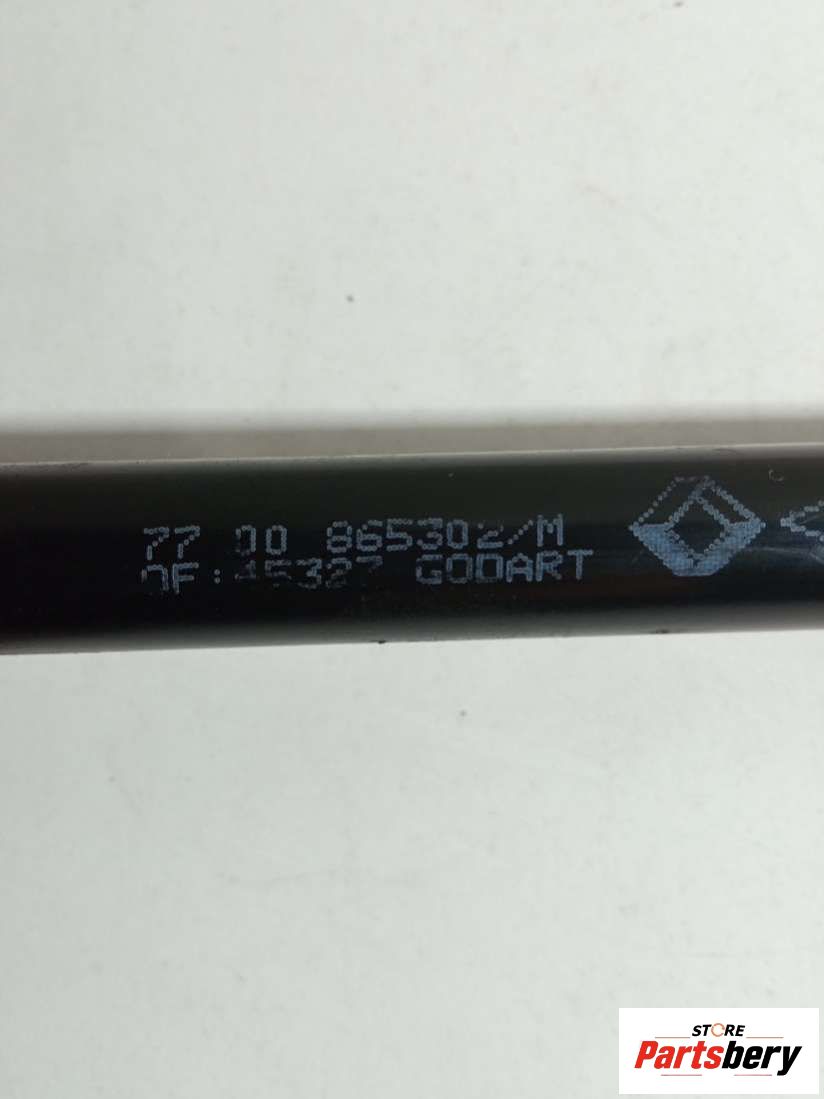 77 00 865302/M
OF:45327 GODART
STORE
Partsbery